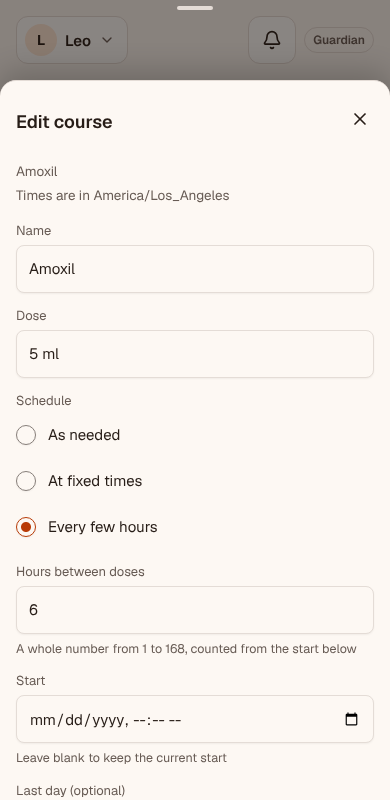 L Leo
Guardian
Edit course
Amoxil
Times are in America/Los_Angeles
Name
Amoxil
Dose
5 ml
Schedule
As needed
At fixed times
Every few hours
Hours between doses
6
A whole number from 1 to 168, counted from the start below
Start
mm/dd/yyyy, --:-- --
Leave blank to keep the current start
Last day (optional)